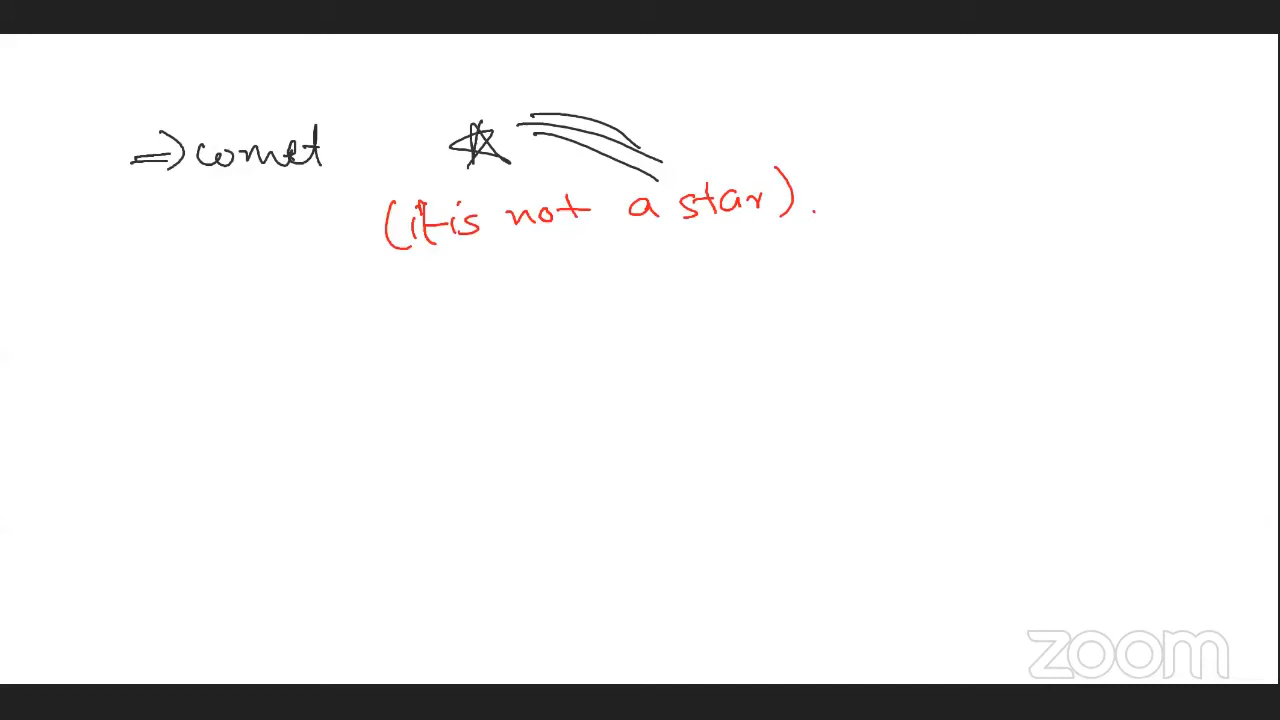 ⇒ comet
(it is not a star).
zoom